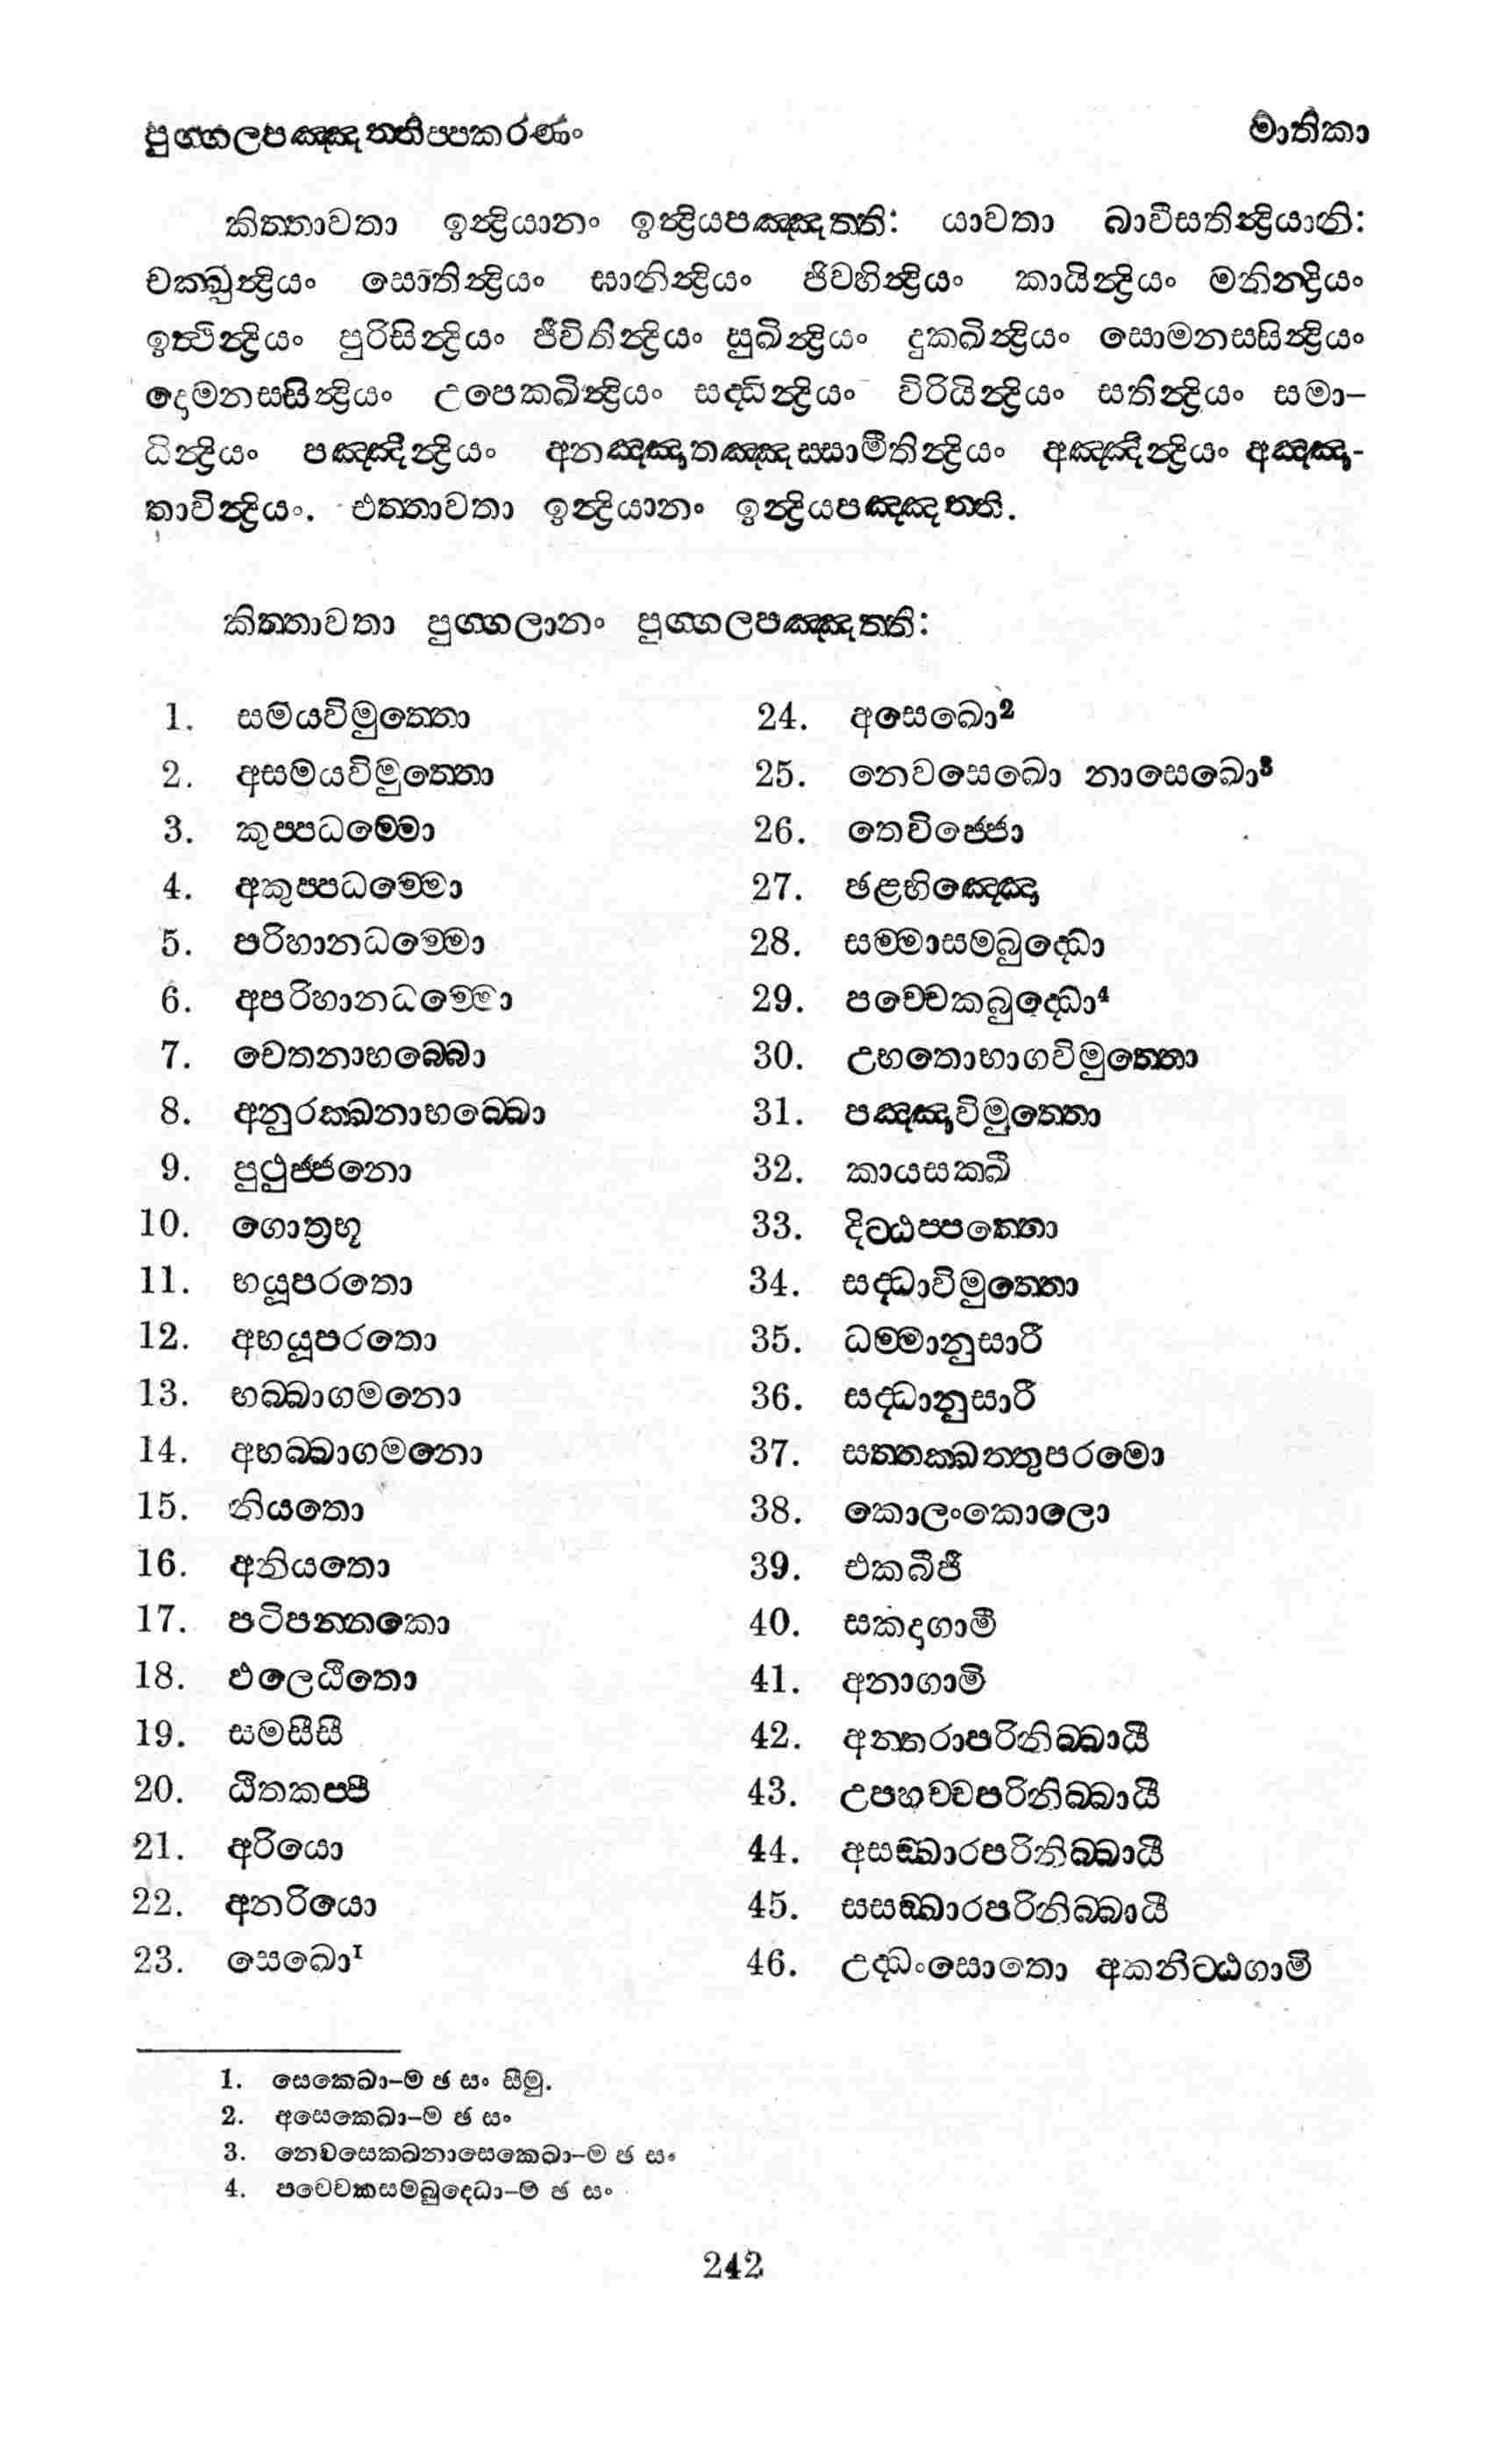 පුග්ගලපඤ්ඤත්තිප්පකරණං මාතිකා
කිත්තාවතා ඉන්ද්‍රියානං ඉන්ද්‍රියපඤ්ඤත්ති: යාවතා බාවීසතින්ද්‍රියානි:
චක්ඛුන්ද්‍රියං සොතින්ද්‍රියං ඝානින්ද්‍රියං ජිව්හින්ද්‍රියං කායින්ද්‍රියං මනින්ද්‍රියං
ඉත්ථින්ද්‍රියං පුරිසින්ද්‍රියං ජීවිතින්ද්‍රියං සුඛින්ද්‍රියං දුක්ඛින්ද්‍රියං සොමනස්සින්ද්‍රියං
දොමනස්සින්ද්‍රියං උපෙක්ඛින්ද්‍රියං සද්ධින්ද්‍රියං විරියින්ද්‍රියං සතින්ද්‍රියං සමා–
ධින්ද්‍රියං පඤ්ඤින්ද්‍රියං අනඤ්ඤාතඤ්ඤස්සාමීතින්ද්‍රියං අඤ්ඤින්ද්‍රියං අඤ්ඤා-
තාවින්ද්‍රියං. එත්තාවතා ඉන්ද්‍රියානං ඉන්ද්‍රියපඤ්ඤත්ති.
කිත්තාවතා පුග්ගලානං පුග්ගලපඤ්ඤත්ති:
1. සමයවිමුත්තො
2. අසමයවිමුත්තො
3. කුප්පධම්මො
4. අකුප්පධම්මො
5. පරිහානධම්මො
6. අපරිහානධම්මො
7. චෙතනාභබ්බො
8. අනුරක්ඛනාභබ්බො
9. පුථුජ්ජනො
10. ගොත්‍රභූ
11. භයූපරතො
12. අභයූපරතො
13. භබ්බාගමනො
14. අභබ්බාගමනො
15. නියතො
16. අනියතො
17. පටිපන්නකො
18. ඵලෙඨිතො
19. සමසීසී
20. ඨිතකප්පී
21. අරියො
22. අනරියො
23. සෙඛො¹
24. අසෙඛො²
25. නෙවසෙඛො නාසෙඛො³
26. තෙවිජ්ජො
27. ඡළභිඤ්ඤො
28. සම්මාසම්බුද්ධො
29. පච්චෙකබුද්ධො⁴
30. උභතොභාගවිමුත්තො
31. පඤ්ඤාවිමුත්තො
32. කායසක්ඛී
33. දිට්ඨප්පත්තො
34. සද්ධාවිමුත්තො
35. ධම්මානුසාරී
36. සද්ධානුසාරී
37. සත්තක්ඛත්තුපරමො
38. කොලංකොලො
39. එකබීජී
40. සකදාගාමී
41. අනාගාමි
42. අන්තරාපරිනිබ්බායී
43. උපහච්චපරිනිබ්බායී
44. අසඞ්ඛාරපරිනිබ්බායී
45. සසඞ්ඛාරපරිනිබ්බායී
46. උද්ධංසොතො අකනිට්ඨගාමි
1. සෙක්ඛො–ම ඡ සං සීමු.
2. අසෙක්ඛො–ම ඡ සං
3. නෙවසෙක්ඛනාසෙක්ඛො–ම ඡ සං
4. පච්චෙකසම්බුද්ධො–ම ඡ සං
242